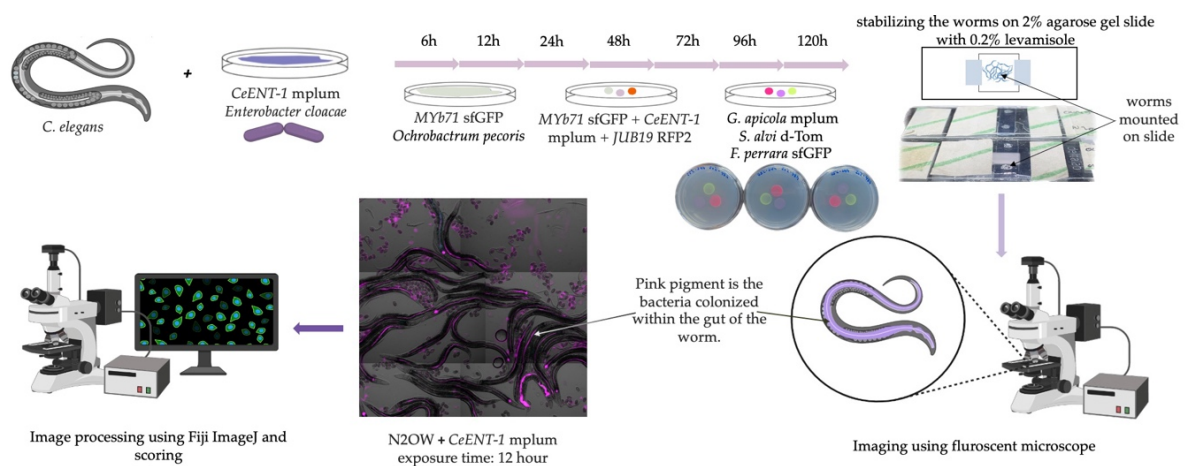 C. elegans
+
CeENT-1 mplum
Enterobacter cloacae
6h
12h
24h
48h
72h
96h
120h
MYb71 sfGFP
Ochrobactrum pecoris
MYb71 sfGFP + CeENT-1
mplum + JUB19 RFP2
G. apicola mplum
S. alvi d-Tom
F. perrara sfGFP
stabilizing the worms on 2% agarose gel slide
with 0.2% levamisole
worms
mounted
on slide
Pink pigment is the
bacteria colonized
within the gut of the
worm.
Image processing using Fiji ImageJ and
scoring
N2OW + CeENT-1 mplum
exposure time: 12 hour
Imaging using fluroscent microscope